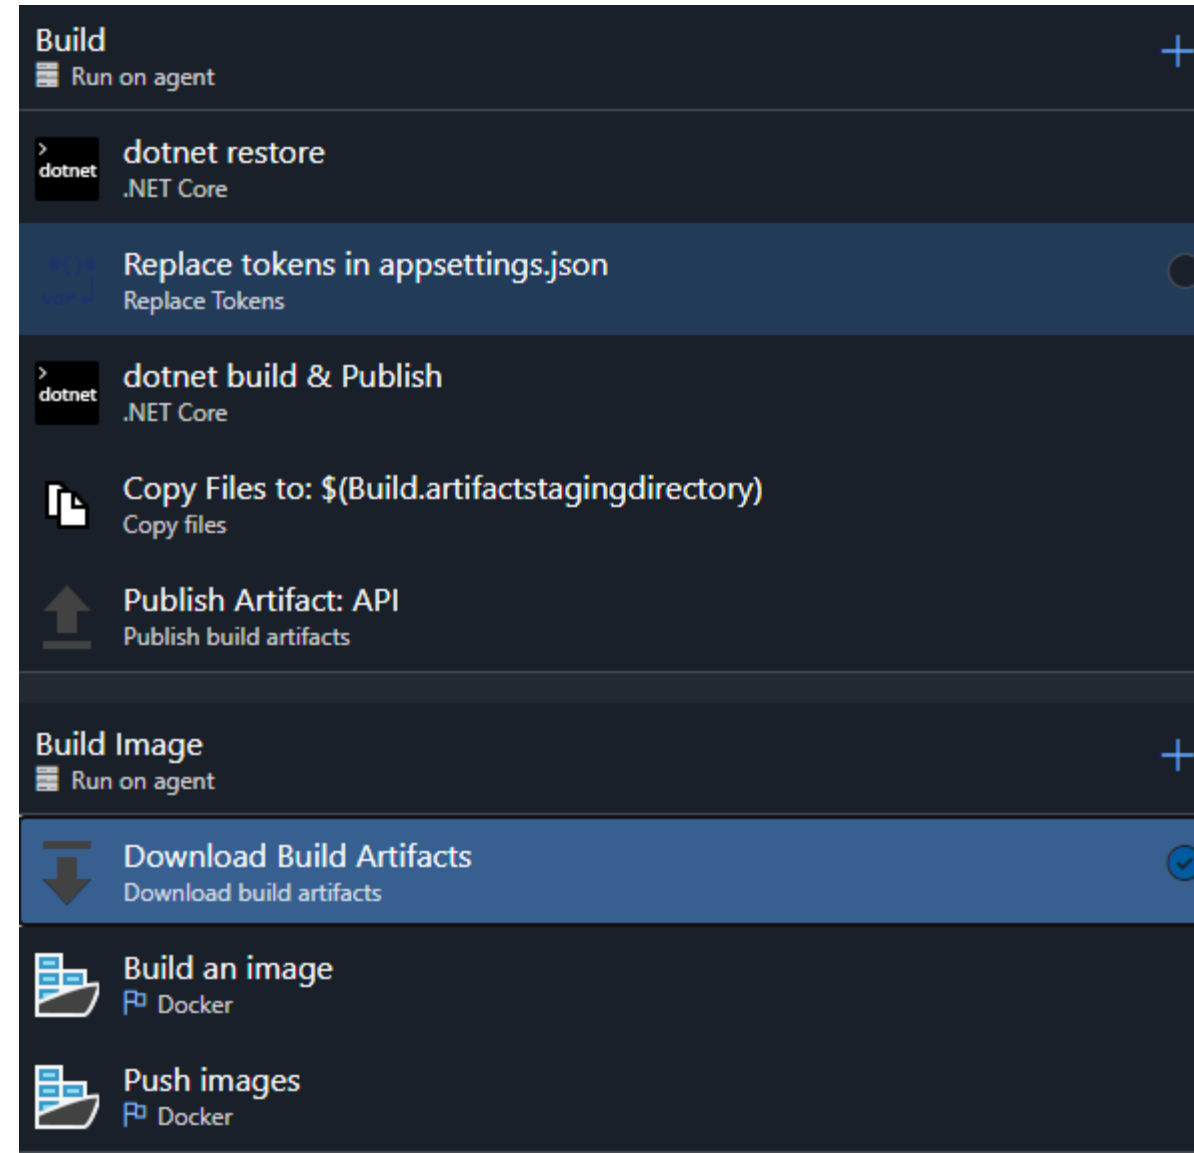 Build
Run on agent
> dotnet
dotnet restore
.NET Core
Replace tokens in appsettings.json
Replace Tokens
> dotnet
dotnet build & Publish
.NET Core
Copy Files to: $(Build.artifactstagingdirectory)
Copy files
Publish Artifact: API
Publish build artifacts
Build Image
Run on agent
Download Build Artifacts
Download build artifacts
Build an image
Docker
Push images
Docker